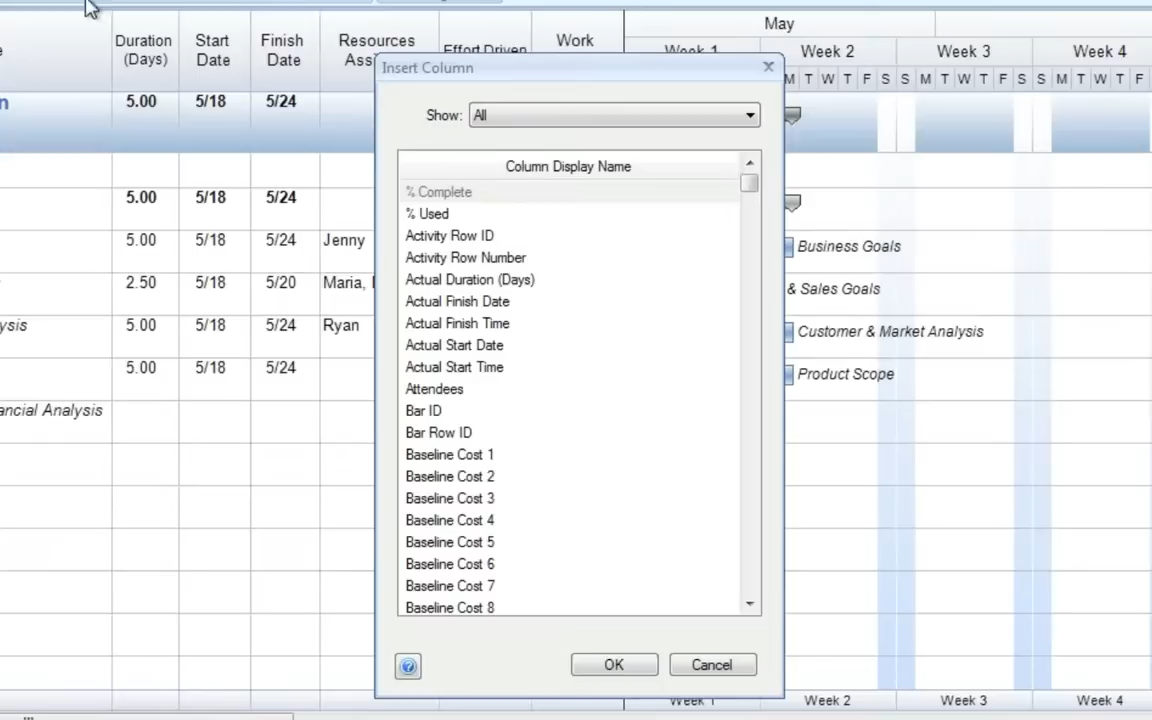 May
Week 1 Week 2 Week 3 Week 4
Duration (Days) Start Date Finish Date Resources Effort Driven Work
M T W T F S S M T W T F S S M T W T F
Insert Column
Show: All
Column Display Name
% Complete
% Used
Activity Row ID
Activity Row Number
Actual Duration (Days)
Actual Finish Date
Actual Finish Time
Actual Start Date
Actual Start Time
Attendees
Bar ID
Bar Row ID
Baseline Cost 1
Baseline Cost 2
Baseline Cost 3
Baseline Cost 4
Baseline Cost 5
Baseline Cost 6
Baseline Cost 7
Baseline Cost 8
OK Cancel
5.00 5/18 5/24
5.00 5/18 5/24
5.00 5/18 5/24 Jenny Business Goals
2.50 5/20 5/18 Maria, & Sales Goals
5.00 5/18 5/24 Ryan Customer & Market Analysis
5.00 5/18 5/24 Product Scope
Analysis
Week 1 Week 2 Week 3 Week 4